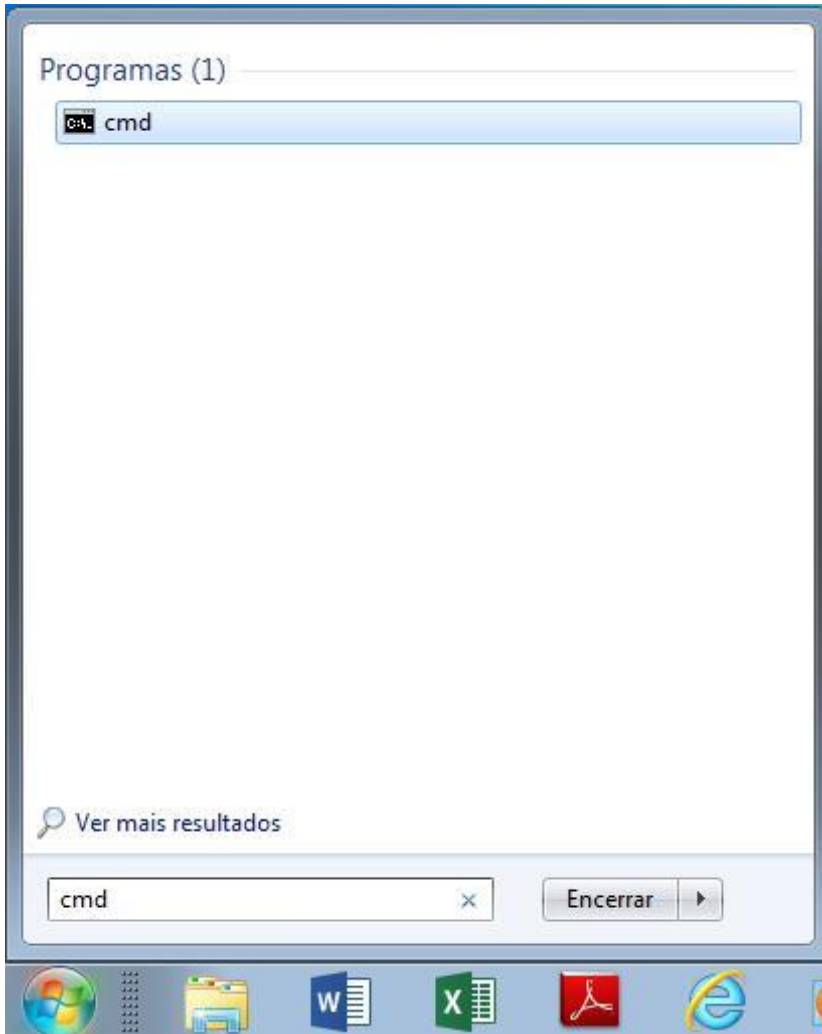 Programas (1)
C:\.
cmd
Ver mais resultados
cmd
Encerrar